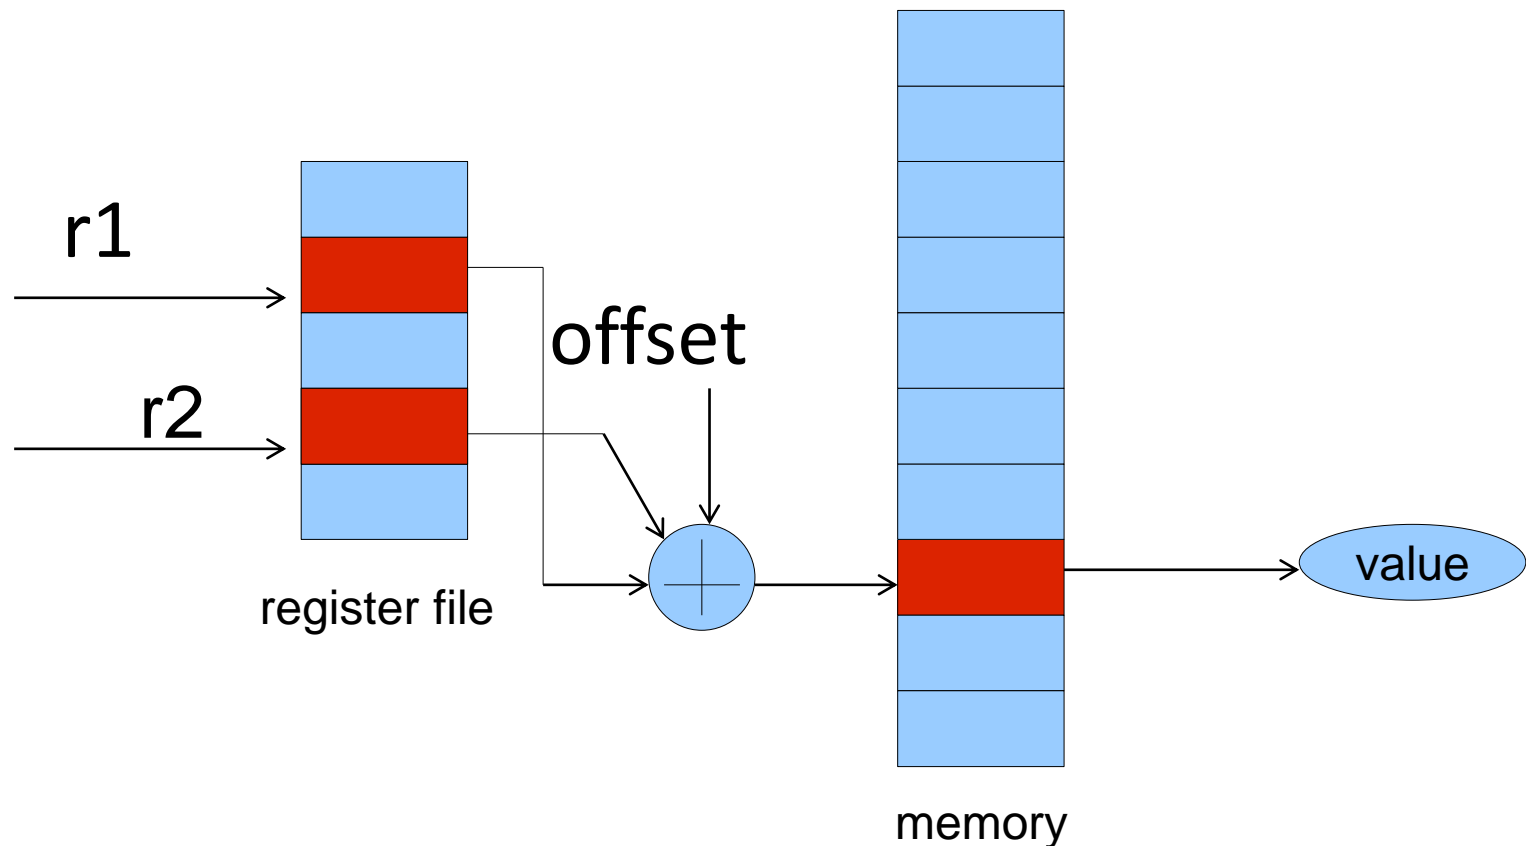 r1
offset
r2
value
register file
memory